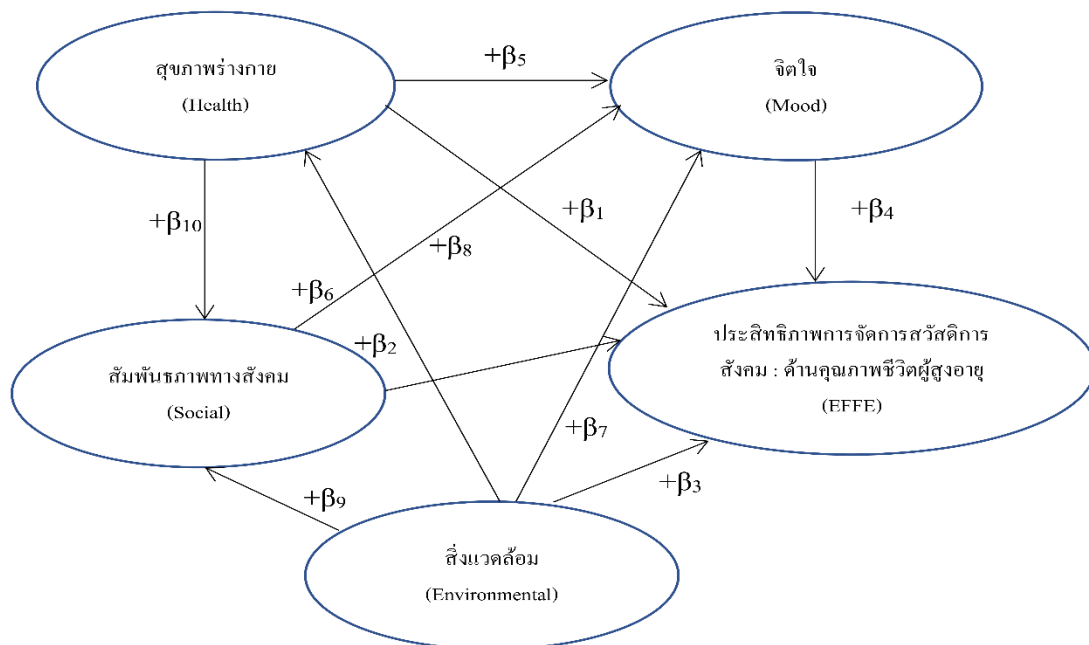 สุขภาพร่างกาย
(Health)
+β5
จิตใจ
(Mood)
+β10
+β1
+β4
+β8
+β6
+β2
สัมพันธภาพทางสังคม
(Social)
ประสิทธิภาพการจัดการสวัสดิการ
สังคม : ด้านคุณภาพชีวิตผู้สูงอายุ
(EFFE)
+β7
+β3
+β9
สิ่งแวดล้อม
(Environmental)